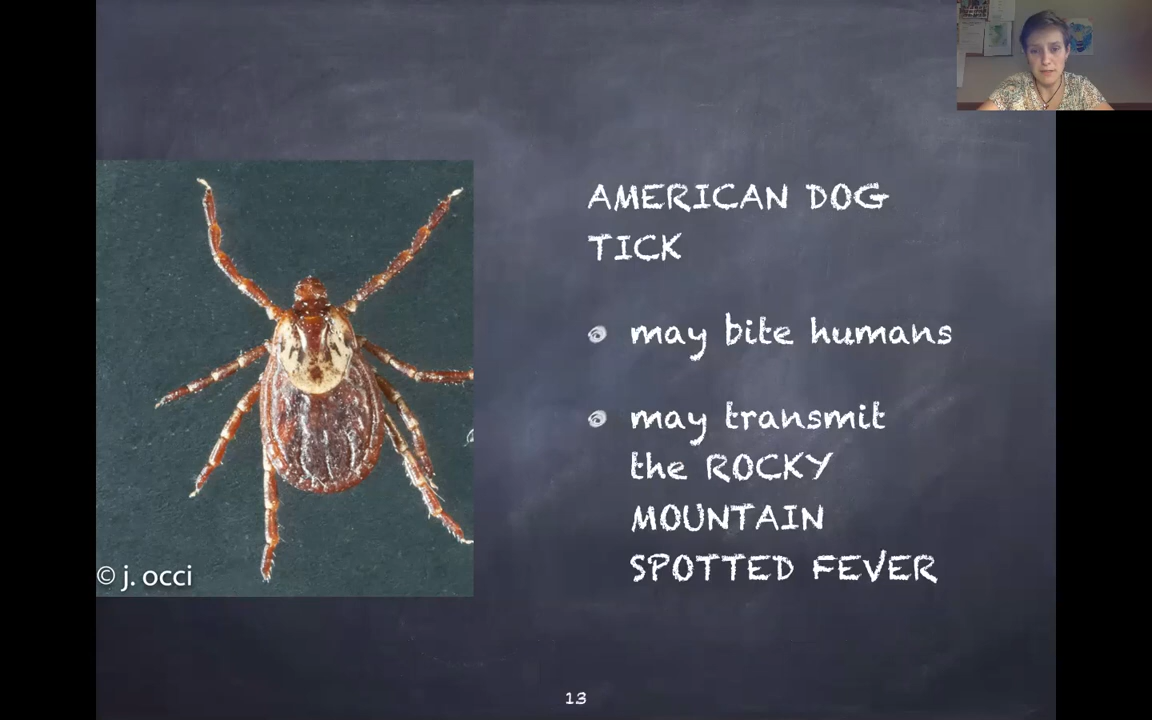 AMERICAN DOG
TICK
may bite humans
may transmit
the ROCKY
MOUNTAIN
SPOTTED FEVER
© j. occi
13